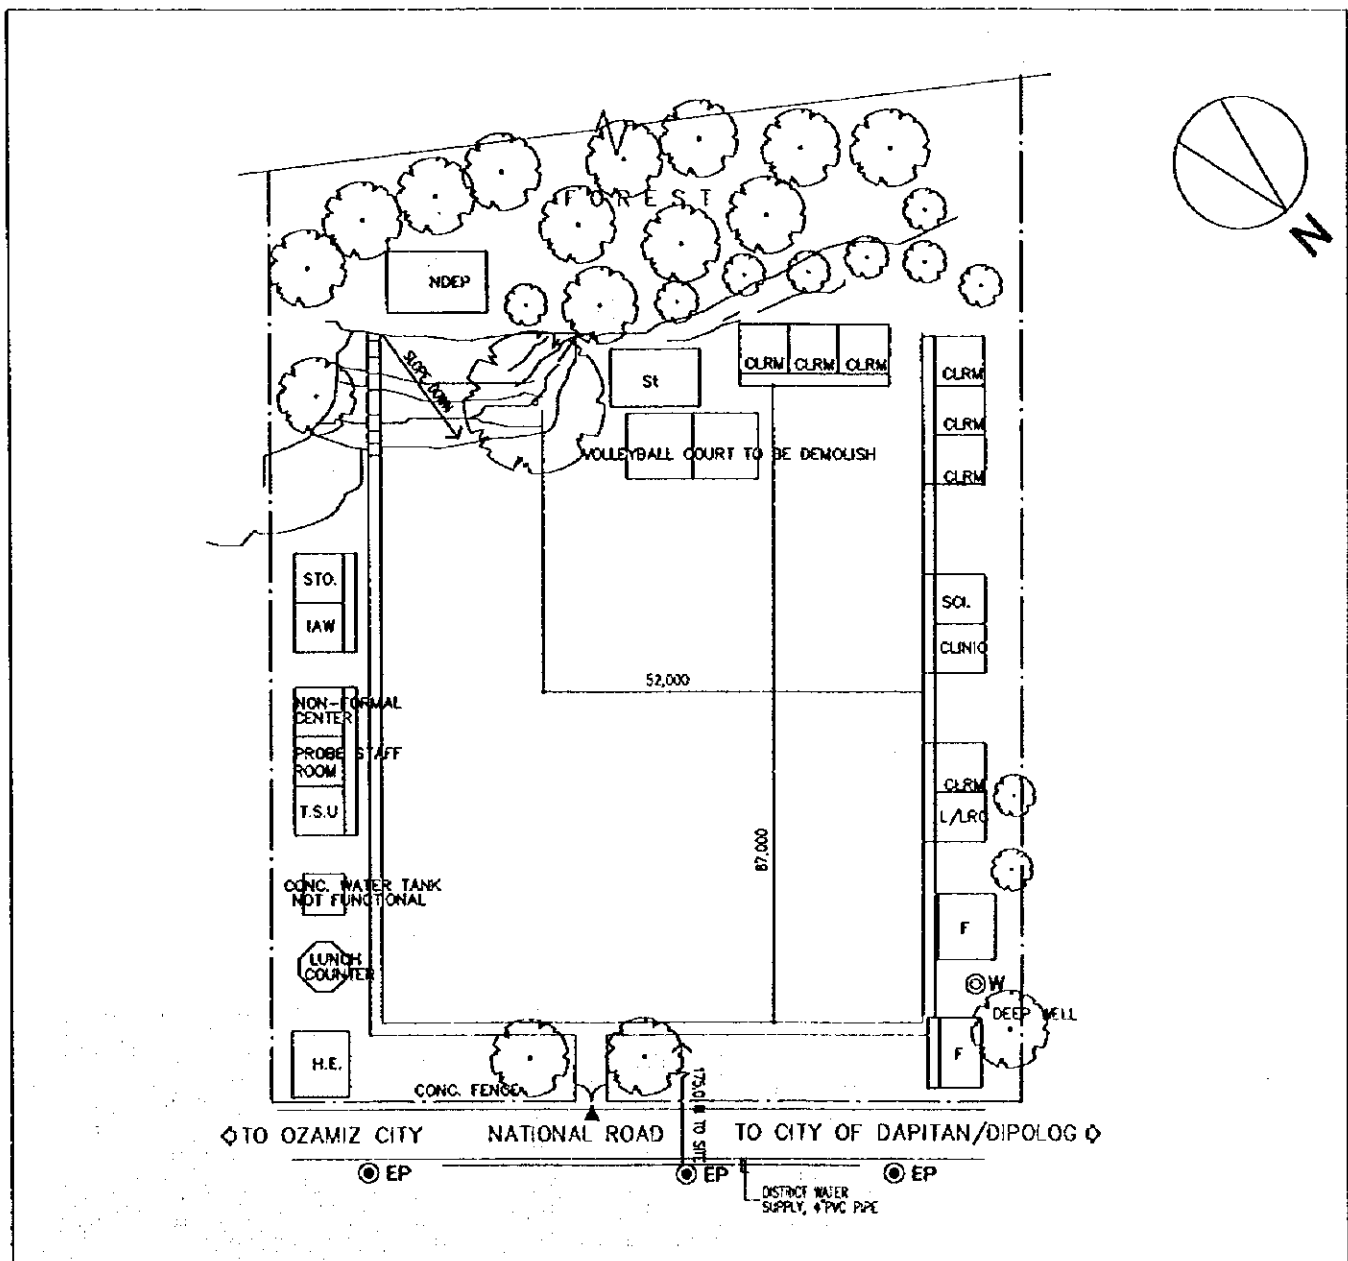 N
FOREST
NDEP
SLOPE DOWN
St
CLRM CLRM CLRM
CLRM
CLRM
CLRM
VOLLEYBALL COURT TO BE DEMOLISH
STO.
IAW
SCI.
CLINIC
52,000
NON-FORMAL
CENTER
PROBE STAFF
ROOM
T.S.U
CLRM
L/LRC
87,000
CONC. WATER TANK
NOT FUNCTIONAL
F
LUNCH
COUNTER
W
DEEP WELL
H.E.
F
CONC. FENCE
TO OZAMIZ CITY NATIONAL ROAD TO CITY OF DAPITAN/DIPOLOG
TO SITE
EP EP EP
DISTRICT WATER
SUPPLY, 4"PVC PIPE